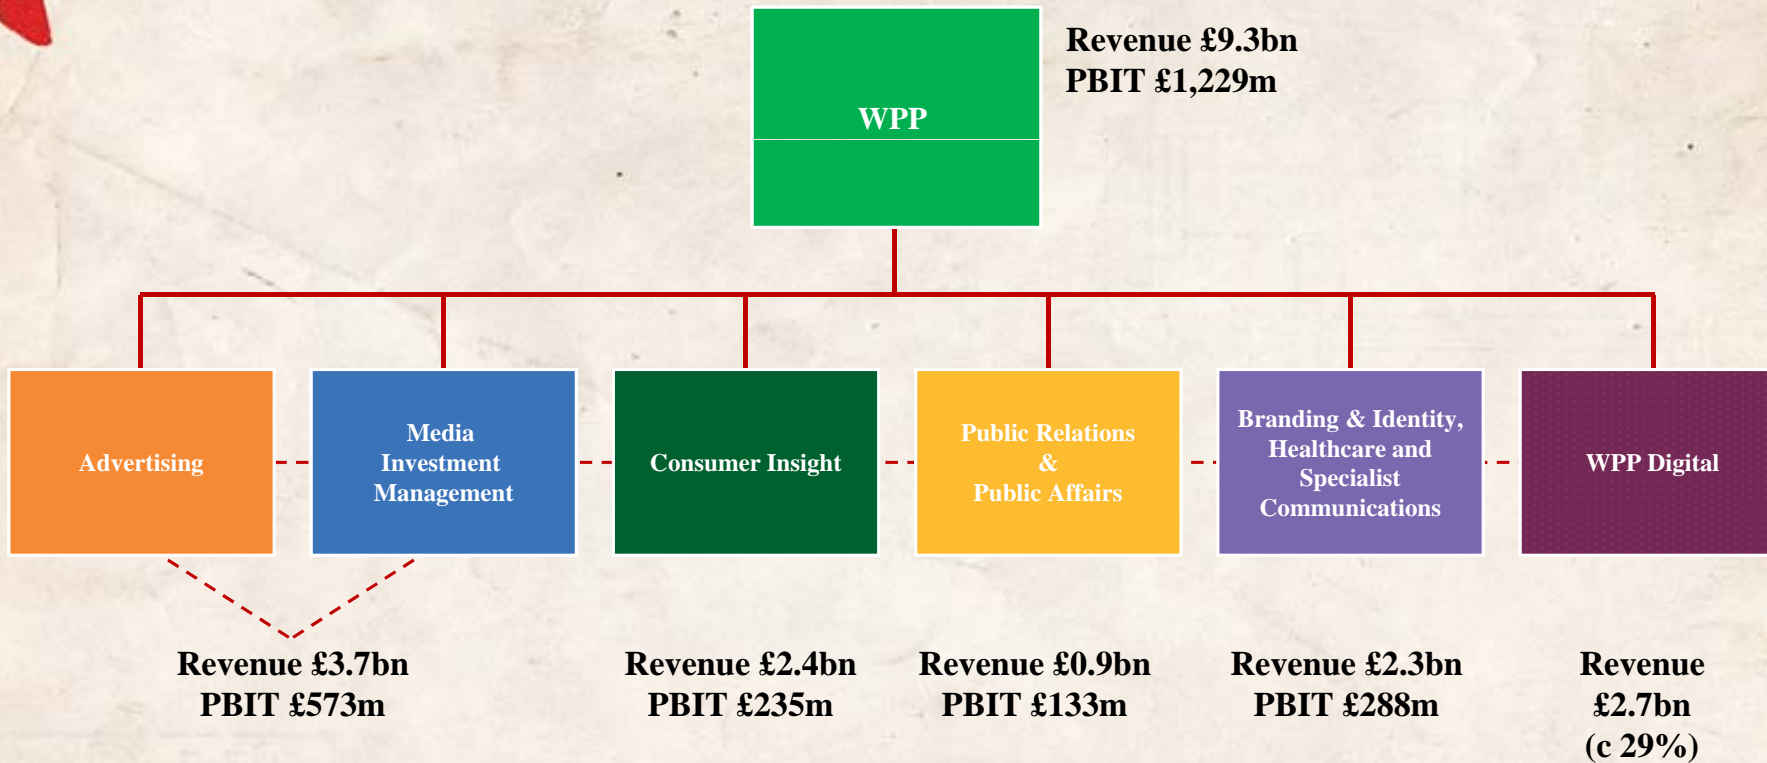 WPP
Revenue £9.3bn
PBIT £1,229m
Advertising
Media
Investment
Management
Consumer Insight
Public Relations
&
Public Affairs
Branding & Identity,
Healthcare and
Specialist
Communications
WPP Digital
Revenue £3.7bn
PBIT £573m
Revenue £2.4bn
PBIT £235m
Revenue £0.9bn
PBIT £133m
Revenue £2.3bn
PBIT £288m
Revenue
£2.7bn
(c 29%)